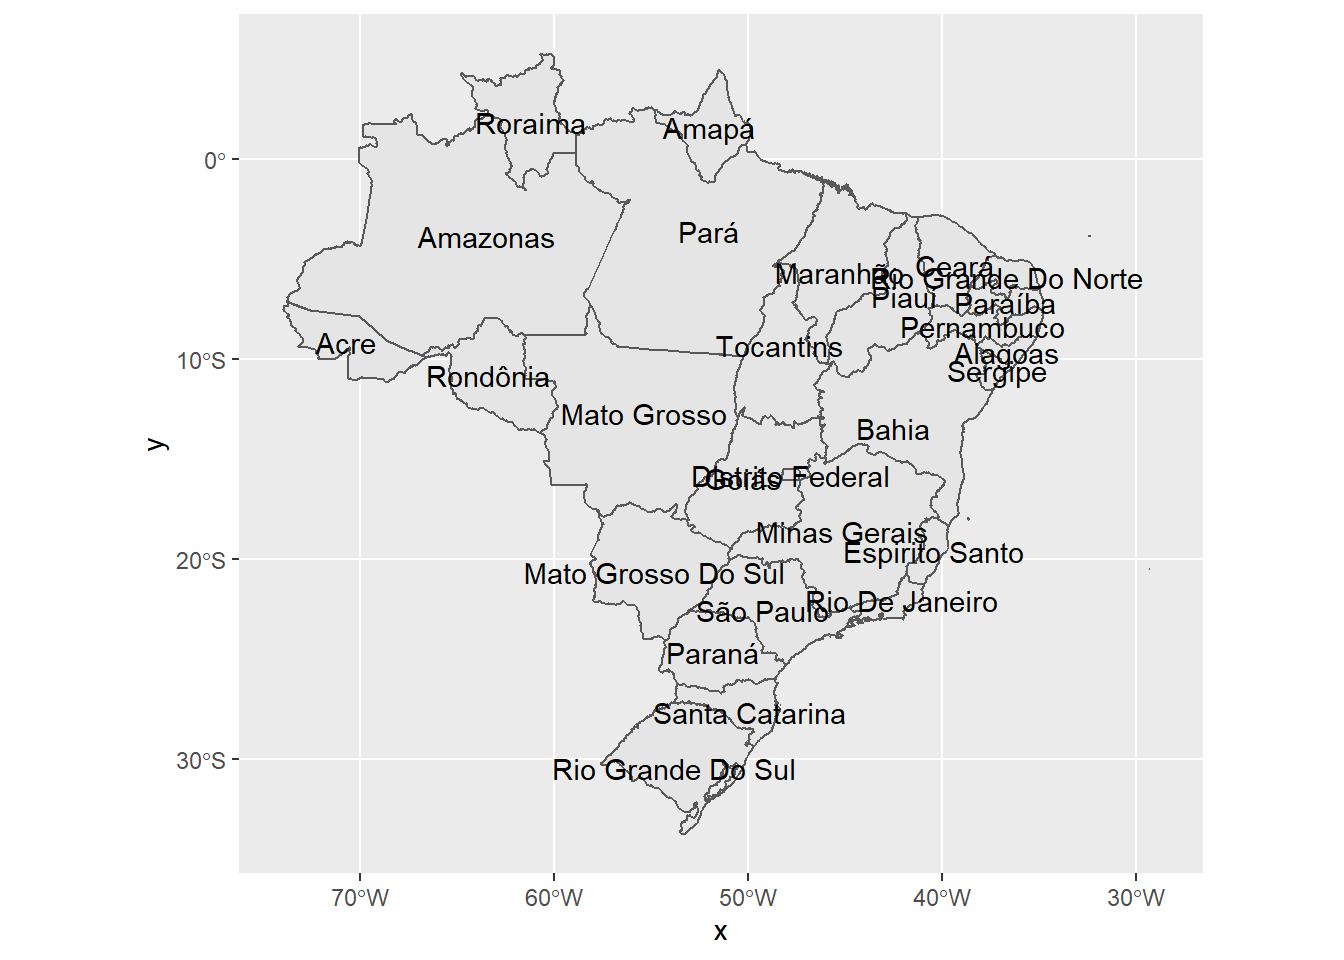 Roraima
Amapá
0°
Amazonas
Pará
Maranhão
Ceará
Rio Grande Do Norte
Piauí
Paraíba
Pernambuco
Acre
Tocantins
Alagoas
10°S
Rondônia
Sergipe
Mato Grosso
Bahia
y
Distrito Federal
Goiás
Minas Gerais
Espírito Santo
20°S
Mato Grosso Do Sul
Rio De Janeiro
São Paulo
Paraná
Santa Catarina
30°S
Rio Grande Do Sul
70°W
60°W
50°W
40°W
30°W
x